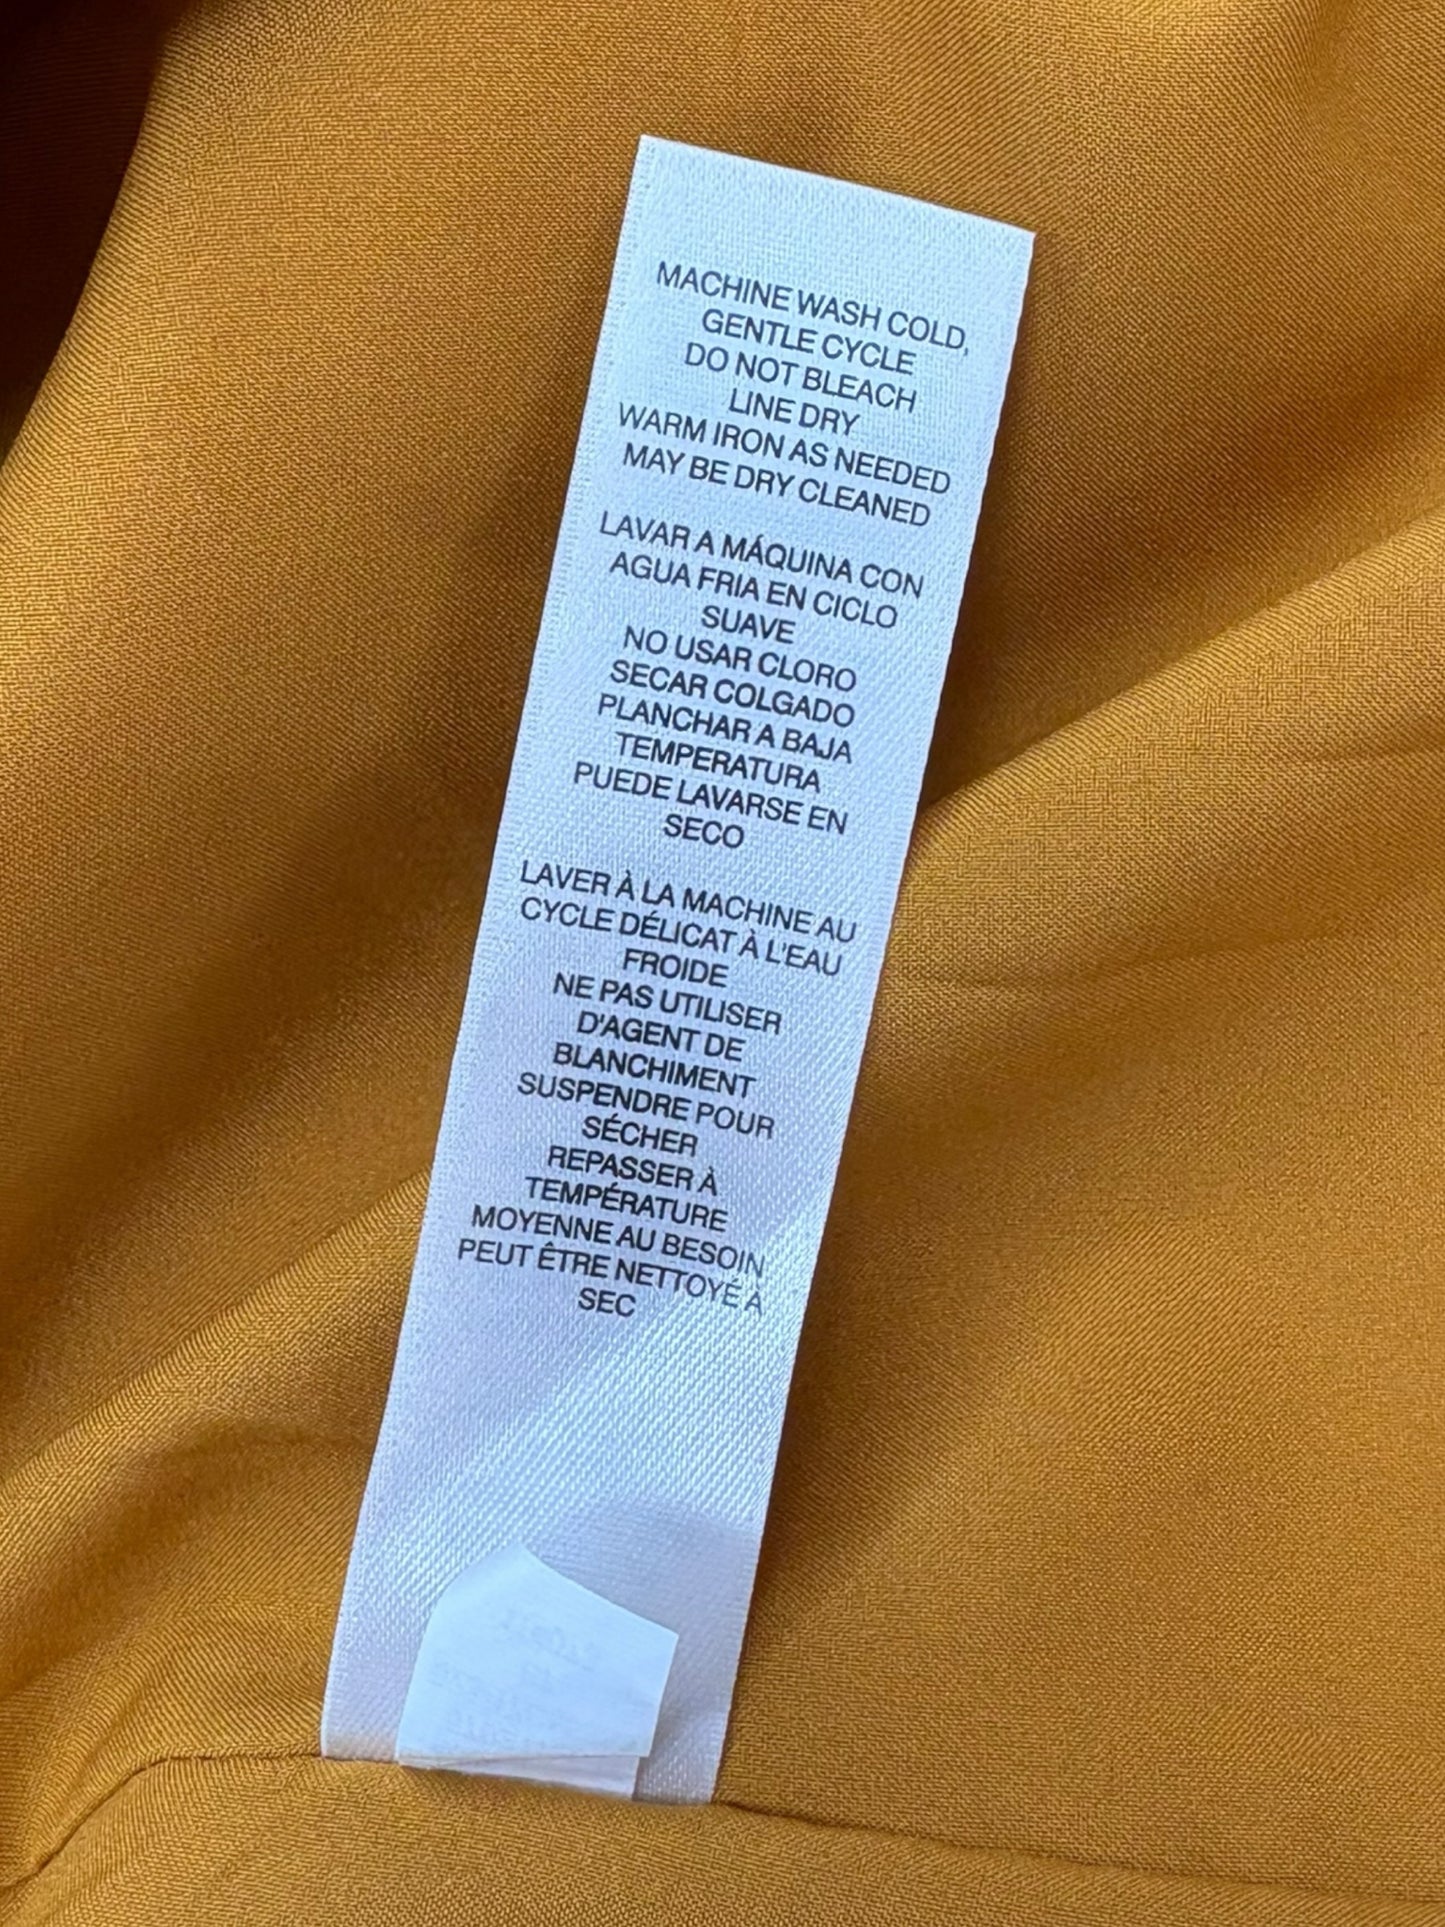 MACHINE WASH COLD,
GENTLE CYCLE
DO NOT BLEACH
LINE DRY
WARM IRON AS NEEDED
MAY BE DRY CLEANED
LAVAR A MÁQUINA CON
AGUA FRIA EN CICLO
SUAVE
NO USAR CLORO
SECAR COLGADO
PLANCHAR A BAJA
TEMPERATURA
PUEDE LAVARSE EN
SECO
LAVER À LA MACHINE AU
CYCLE DÉLICAT À L'EAU
FROIDE
NE PAS UTILISER
D'AGENT DE
BLANCHIMENT
SUSPENDRE POUR
SÉCHER
REPASSER À
TEMPÉRATURE
MOYENNE AU BESOIN
PEUT ÊTRE NETTOYÉ À
SEC